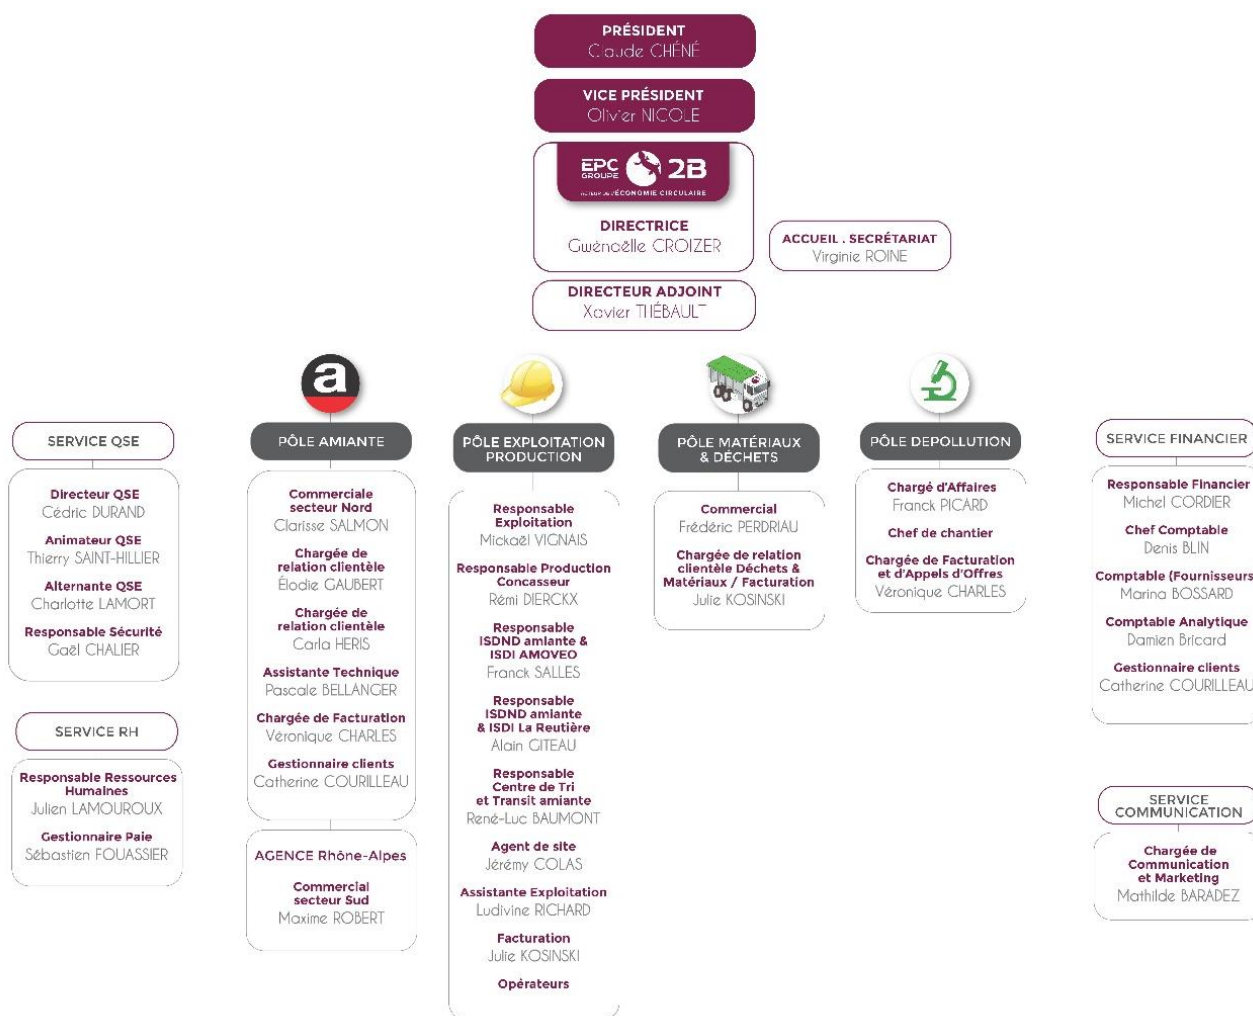 PRÉSIDENT
Claude CHÉNÉ
VICE PRÉSIDENT
Olivier NICOLE
EPC GROUPE 2B
ACTEUR DE L'ÉCONOMIE CIRCULAIRE
DIRECTRICE
Gwénaëlle CROIZER
ACCUEIL . SECRÉTARIAT
Virginie ROINE
DIRECTEUR ADJOINT
Xavier THÉBAULT
SERVICE QSE
Directeur QSE
Cédric DURAND
Animateur QSE
Thierry SAINT-HILLIER
Alternante QSE
Charlotte LAMORT
Responsable Sécurité
Gaël CHALIER
SERVICE RH
Responsable Ressources
Humaines
Julien LAMOUROUX
Gestionnaire Paie
Sébastien FOUASSIER
a
PÔLE AMIANTE
Commerciale
secteur Nord
Clarisse SALMON
Chargée de
relation clientèle
Élodie GAUBERT
Chargée de
relation clientèle
Carla HERIS
Assistante Technique
Pascale BELLANGER
Chargée de Facturation
Véronique CHARLES
Gestionnaire clients
Catherine COURILLEAU
AGENCE Rhône-Alpes
Commercial
secteur Sud
Maxime ROBERT
PÔLE EXPLOITATION
PRODUCTION
Responsable
Exploitation
Mickaël VIGNAIS
Responsable Production
Concasseur
Rémi DIERCKX
Responsable
ISDND amiante &
ISDI AMOVEO
Franck SALLES
Responsable
ISDND amiante
& ISDI La Reutière
Alain GITEAU
Responsable
Centre de Tri
et Transit amiante
René-Luc BAUMONT
Agent de site
Jérémy COLAS
Assistante Exploitation
Ludivine RICHARD
Facturation
Julie KOSINSKI
Opérateurs
PÔLE MATÉRIAUX
& DÉCHETS
Commercial
Frédéric PERDRIAU
Chargée de relation
clientèle Déchets &
Matériaux / Facturation
Julie KOSINSKI
PÔLE DEPOLLUTION
Chargé d'Affaires
Franck PICARD
Chef de chantier
Chargée de Facturation
et d'Appels d'Offres
Véronique CHARLES
SERVICE FINANCIER
Responsable Financier
Michel CORDIER
Chef Comptable
Denis BLIN
Comptable (Fournisseurs
Marina BOSSARD
Comptable Analytique
Damien Bricard
Gestionnaire clients
Catherine COURILLEAU
SERVICE
COMMUNICATION
Chargée de
Communication
et Marketing
Mathilde BARADEZ